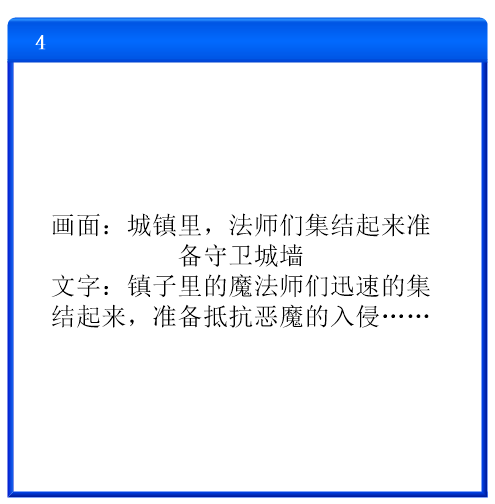 4
画面：城镇里，法师们集结起来准
备守卫城墙
文字：镇子里的魔法师们迅速的集
结起来，准备抵抗恶魔的入侵……